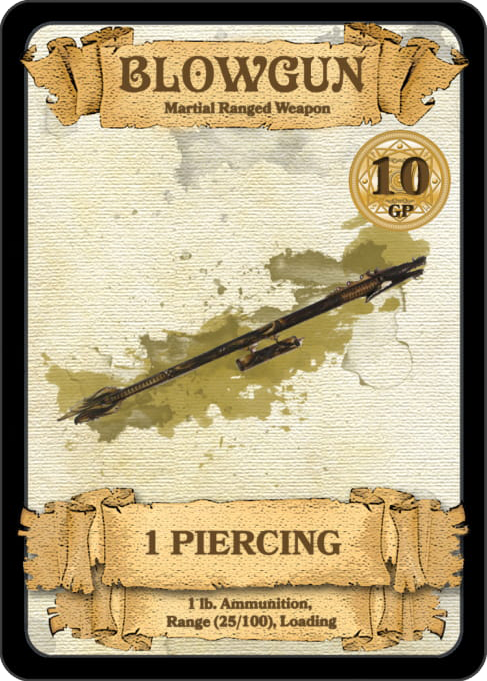 BLOWGUN
Martial Ranged Weapon
10
GP
1 PIERCING
1 lb. Ammunition,
Range (25/100), Loading